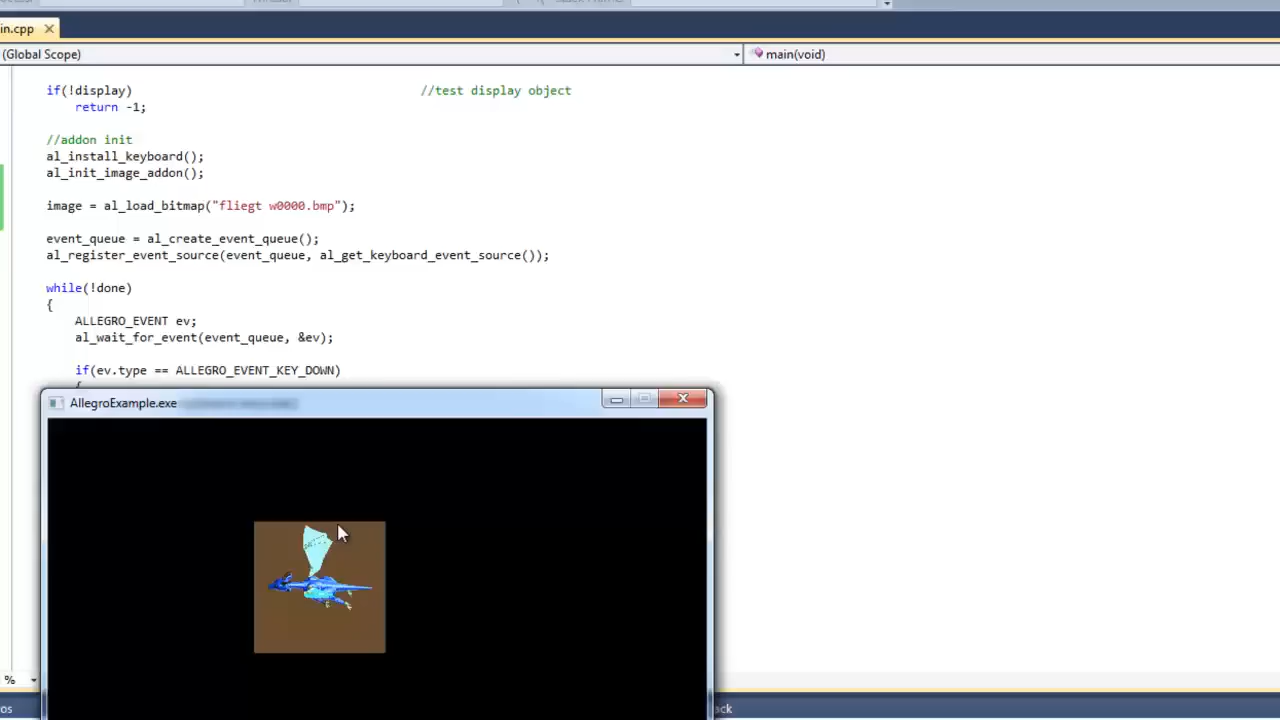 in.cpp
(Global Scope)
main(void)
if(!display) //test display object
return -1;
//addon init
al_install_keyboard();
al_init_image_addon();
image = al_load_bitmap("fliegt w0000.bmp");
event_queue = al_create_event_queue();
al_register_event_source(event_queue, al_get_keyboard_event_source());
while(!done)
{
ALLEGRO_EVENT ev;
al_wait_for_event(event_queue, &ev);
if(ev.type == ALLEGRO_EVENT_KEY_DOWN)
{
AllegroExample.exe
%
os
ack